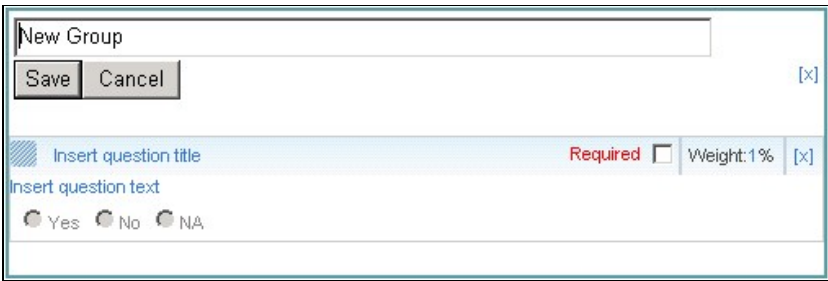 New Group
Save Cancel [x]
Insert question title Required Weight:1% [x]
Insert question text
Yes No NA